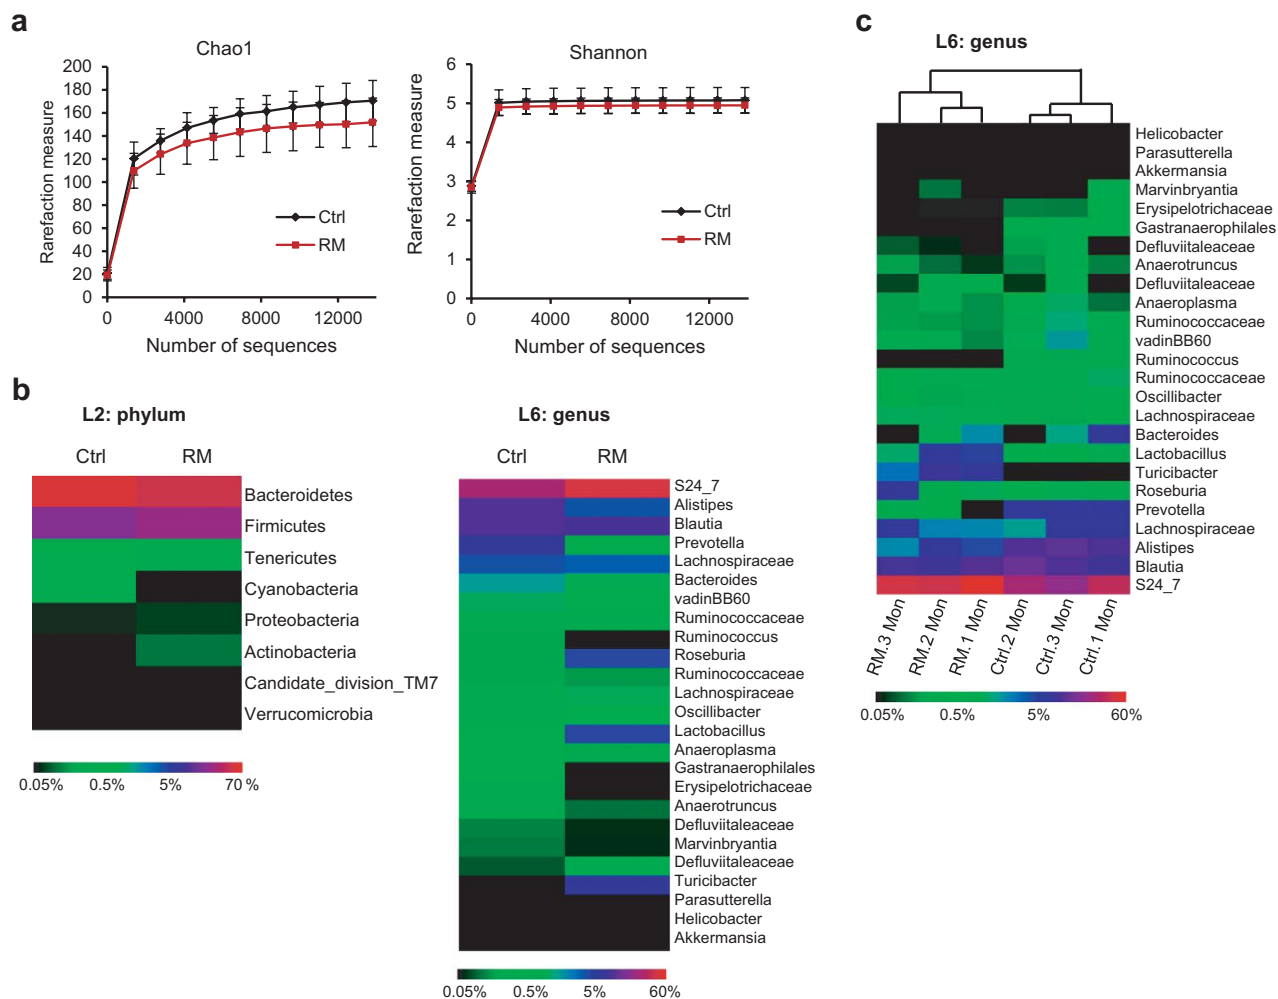 a
Chao1
Rarefaction measure
200
180
160
140
120
100
80
60
40
20
0
0 4000 8000 12000
Number of sequences
Ctrl
RM
Shannon
Rarefaction measure
6
5
4
3
2
1
0
0 4000 8000 12000
Number of sequences
Ctrl
RM
b
L2: phylum
Ctrl RM
Bacteroidetes
Firmicutes
Tenericutes
Cyanobacteria
Proteobacteria
Actinobacteria
Candidate_division_TM7
Verrucomicrobia
0.05% 0.5% 5% 70 %
L6: genus
Ctrl RM
S24_7
Alistipes
Blautia
Prevotella
Lachnospiraceae
Bacteroides
vadinBB60
Ruminococcaceae
Ruminococcus
Roseburia
Ruminococcaceae
Lachnospiraceae
Oscillibacter
Lactobacillus
Anaeroplasma
Gastranaerophilales
Erysipelotrichaceae
Anaerotruncus
Defluviitaleaceae
Marvinbryantia
Defluviitaleaceae
Turicibacter
Parasutterella
Helicobacter
Akkermansia
0.05% 0.5% 5% 60%
c
L6: genus
Helicobacter
Parasutterella
Akkermansia
Marvinbryantia
Erysipelotrichaceae
Gastranaerophilales
Defluviitaleaceae
Anaerotruncus
Defluviitaleaceae
Anaeroplasma
Ruminococcaceae
vadinBB60
Ruminococcus
Ruminococcaceae
Oscillibacter
Lachnospiraceae
Bacteroides
Lactobacillus
Turicibacter
Roseburia
Prevotella
Lachnospiraceae
Alistipes
Blautia
S24_7
RM.3 Mon
RM.2 Mon
RM.1 Mon
Ctrl.2 Mon
Ctrl.3 Mon
Ctrl.1 Mon
0.05% 0.5% 5% 60%